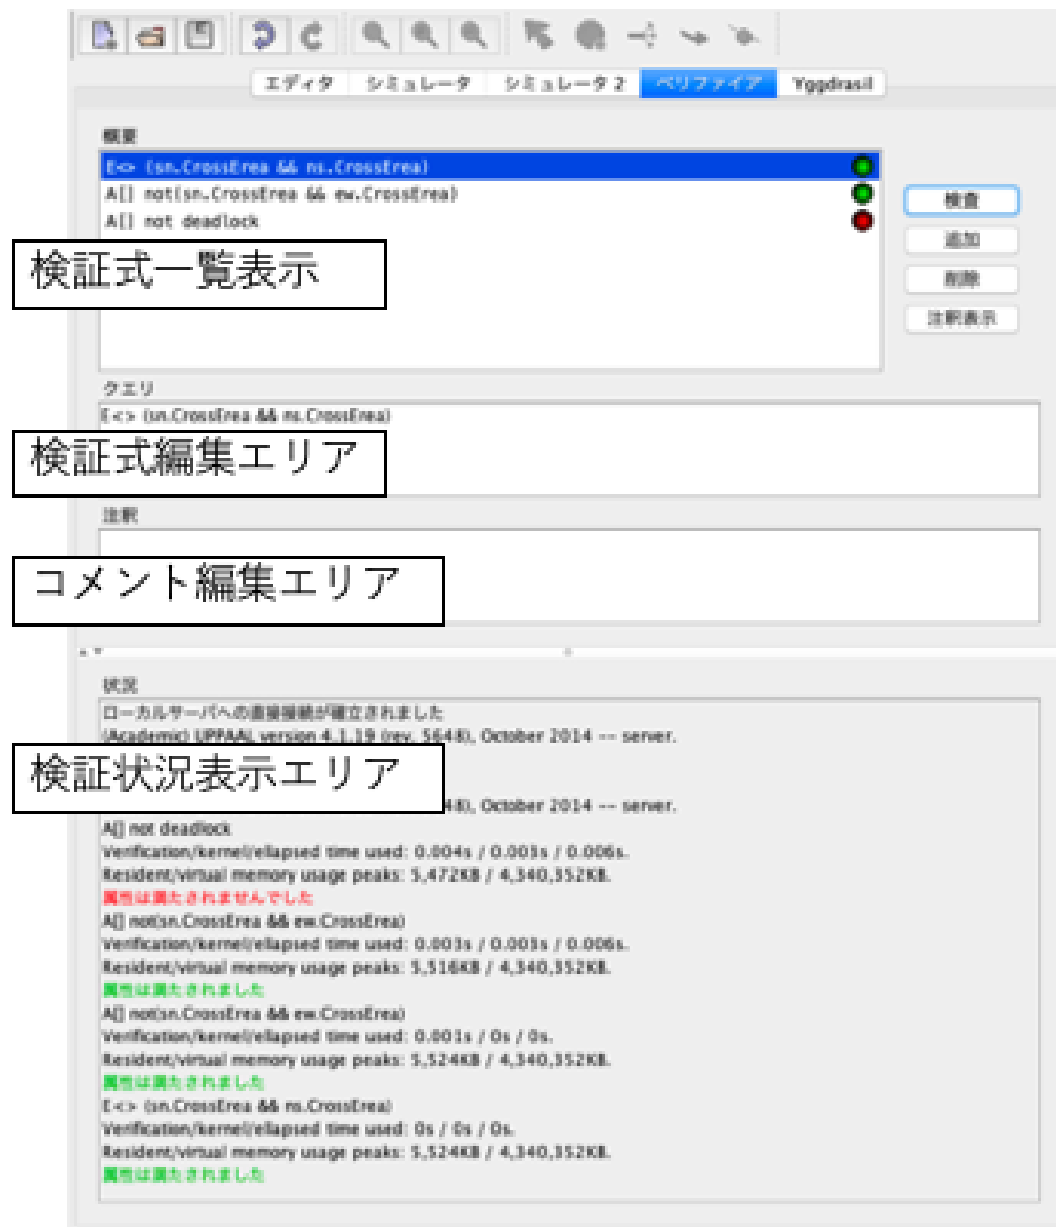 エディタ シミュレータ シミュレータ 2 ベリファイア Yggdrasil
概要
E<> (sn.CrossErea && ns.CrossErea)
A[] not(sn.CrossErea && ew.CrossErea)
A[] not deadlock
検査
追加
削除
注釈表示
検証式一覧表示
クエリ
E<> (sn.CrossErea && ns.CrossErea)
検証式編集エリア
注釈
コメント編集エリア
状況
ローカルサーバへの直接接続が確立されました
(Academic) UPPAAL version 4.1.19 (rev. 5648), October 2014 -- server.
検証状況表示エリア
48), October 2014 -- server.
A[] not deadlock
Verification/kernel/ellapsed time used: 0.004s / 0.003s / 0.006s.
Resident/virtual memory usage peaks: 5,472KB / 4,340,352KB.
属性は満たされませんでした
A[] not(sn.CrossErea && ew.CrossErea)
Verification/kernel/ellapsed time used: 0.003s / 0.003s / 0.006s.
Resident/virtual memory usage peaks: 5,516KB / 4,340,352KB.
属性は満たされました
A[] not(sn.CrossErea && ew.CrossErea)
Verification/kernel/ellapsed time used: 0.001s / 0s / 0s.
Resident/virtual memory usage peaks: 5,524KB / 4,340,352KB.
属性は満たされました
E<> (sn.CrossErea && ns.CrossErea)
Verification/kernel/ellapsed time used: 0s / 0s / 0s.
Resident/virtual memory usage peaks: 5,524KB / 4,340,352KB.
属性は満たされました